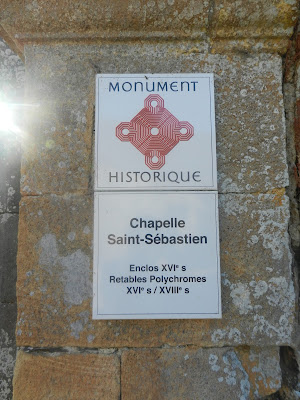 MONUMENT
HISTORIQUE
Chapelle
Saint-Sébastien
Enclos XVIᵉ s
Retables Polychromes
XVIᵉ s / XVIIIᵉ s